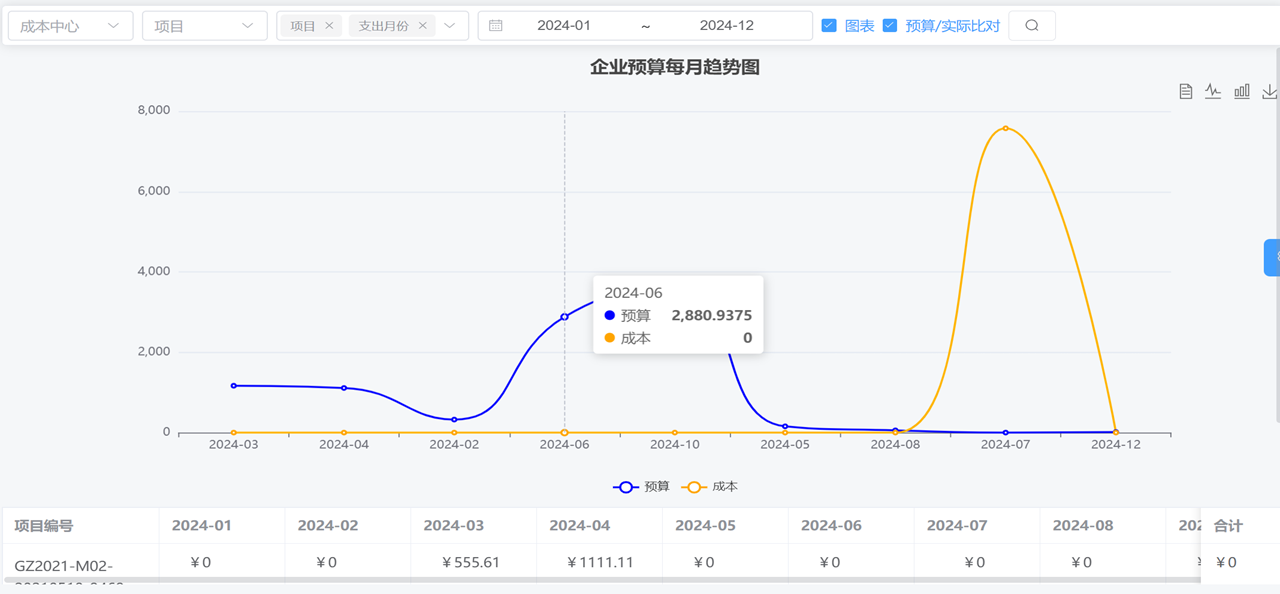 成本中心 项目 项目 支出月份 2024-01 ~ 2024-12 图表 预算/实际比对
企业预算每月趋势图
8,000
6,000
4,000
2,000
0
2024-06
预算 2,880.9375
成本 0
2024-03 2024-04 2024-02 2024-06 2024-10 2024-05 2024-08 2024-07 2024-12
预算 成本
项目编号 2024-01 2024-02 2024-03 2024-04 2024-05 2024-06 2024-07 2024-08 202 合计
¥0 ¥0 ¥555.61 ¥1111.11 ¥0 ¥0 ¥0 ¥0 ¥0
GZ2021-M02-